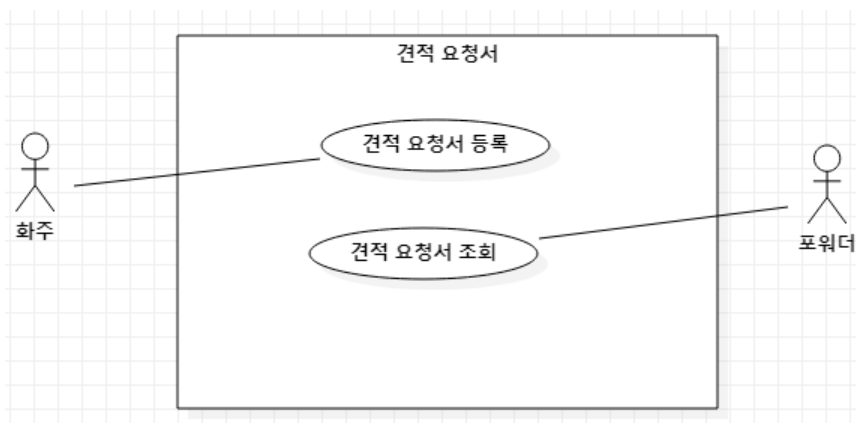 견적 요청서
견적 요청서 등록
화주
견적 요청서 조회
포워더